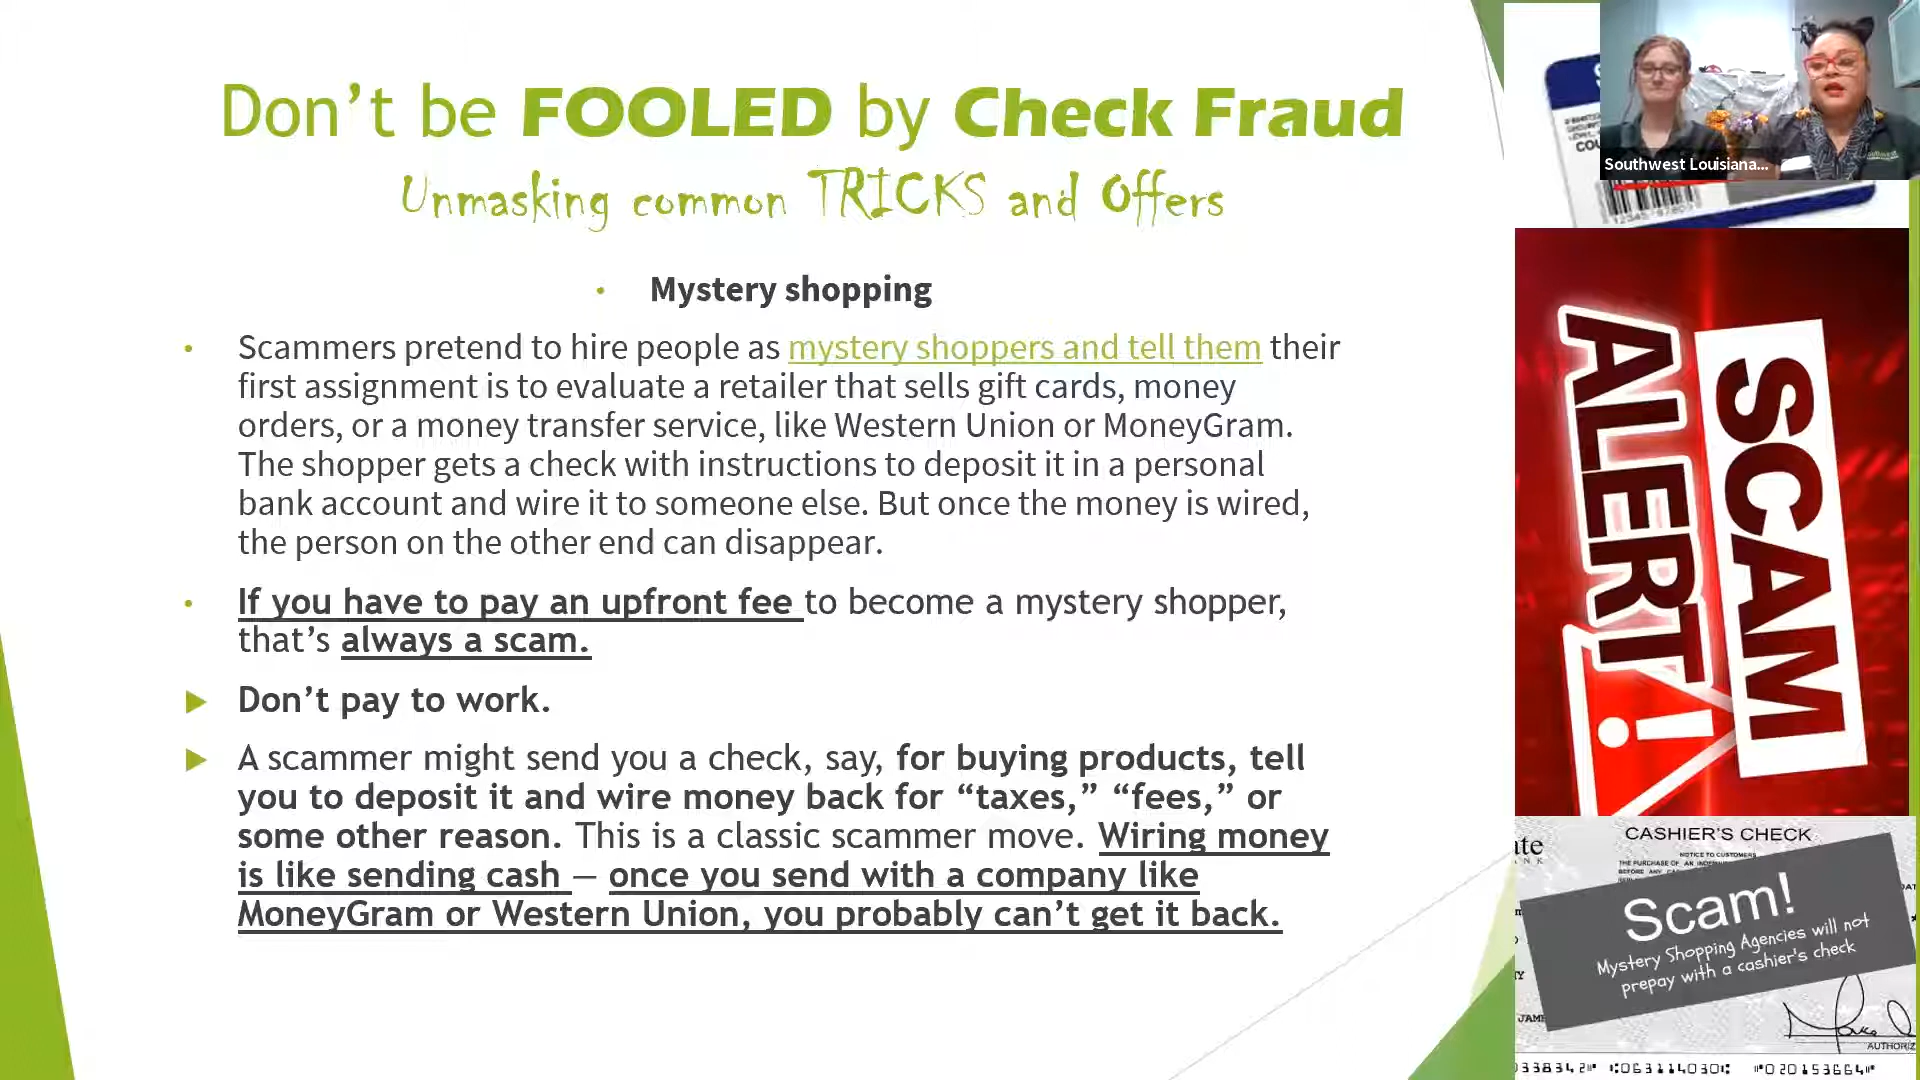 Don’t be FOOLED by Check Fraud
Unmasking common TRICKS and Offers
• Mystery shopping
• Scammers pretend to hire people as mystery shoppers and tell them their
first assignment is to evaluate a retailer that sells gift cards, money
orders, or a money transfer service, like Western Union or MoneyGram.
The shopper gets a check with instructions to deposit it in a personal
bank account and wire it to someone else. But once the money is wired,
the person on the other end can disappear.
• If you have to pay an upfront fee to become a mystery shopper,
that’s always a scam.
Don’t pay to work.
A scammer might send you a check, say, for buying products, tell
you to deposit it and wire money back for “taxes,” “fees,” or
some other reason. This is a classic scammer move. Wiring money
is like sending cash — once you send with a company like
MoneyGram or Western Union, you probably can’t get it back.
Southwest Louisiana...
SCAM
ALERT!
CASHIER'S CHECK
NOTICE TO CUSTOMERS
Scam!
Mystery Shopping Agencies will not
prepay with a cashier's check